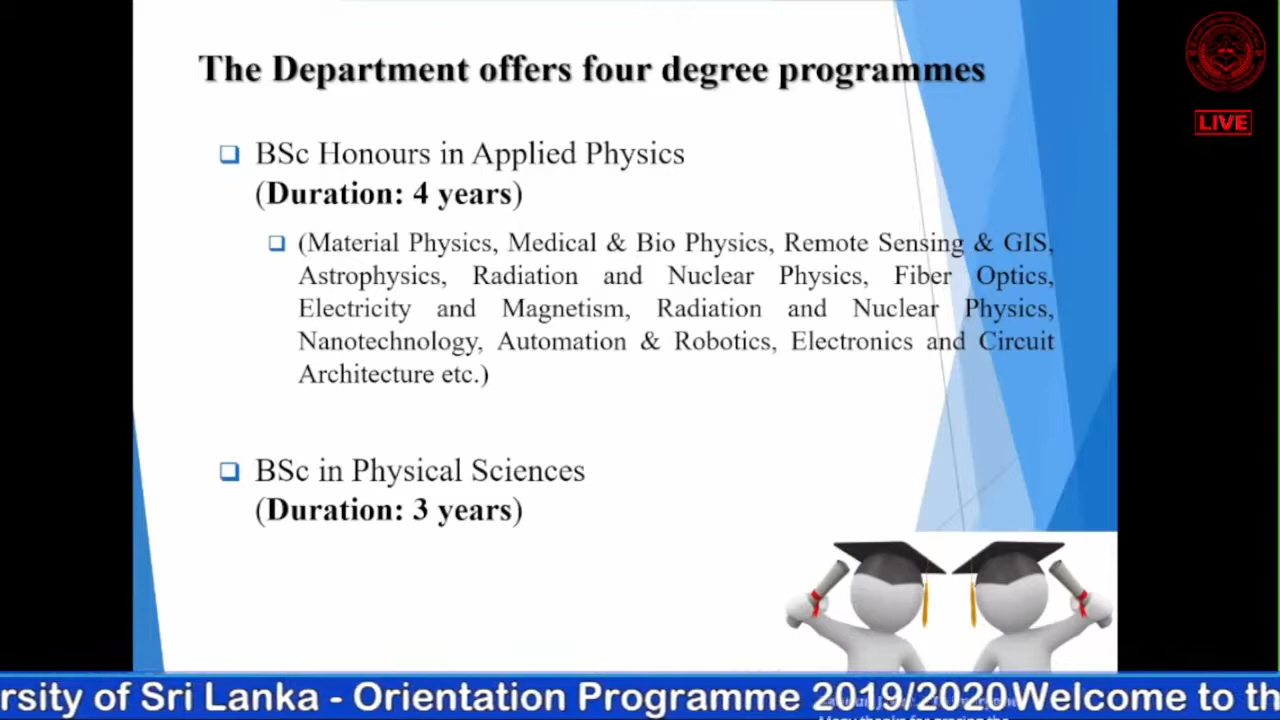 The Department offers four degree programmes
LIVE
BSc Honours in Applied Physics
(Duration: 4 years)
(Material Physics, Medical & Bio Physics, Remote Sensing & GIS,
Astrophysics, Radiation and Nuclear Physics, Fiber Optics,
Electricity and Magnetism, Radiation and Nuclear Physics,
Nanotechnology, Automation & Robotics, Electronics and Circuit
Architecture etc.)
BSc in Physical Sciences
(Duration: 3 years)
rsity of Sri Lanka - Orientation Programme 2019/2020 Welcome to th